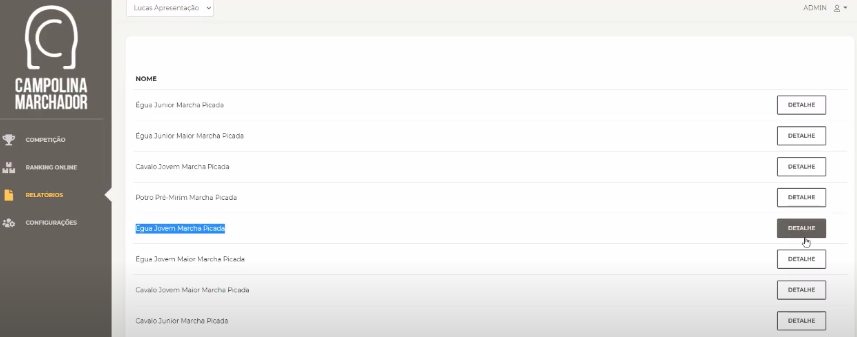 Lucas Apresentação
ADMIN
CAMPOLINA
MARCHADOR
COMPETIÇÃO
RANKING ONLINE
RELATÓRIOS
CONFIGURAÇÕES
NOME
Égua Junior Marcha Picada DETALHE
Égua Junior Maior Marcha Picada DETALHE
Cavalo Jovem Marcha Picada DETALHE
Potro Pré-Mirim Marcha Picada DETALHE
Égua Jovem Marcha Picada DETALHE
Égua Jovem Maior Marcha Picada DETALHE
Cavalo Jovem Maior Marcha Picada DETALHE
Cavalo Junior Marcha Picada DETALHE